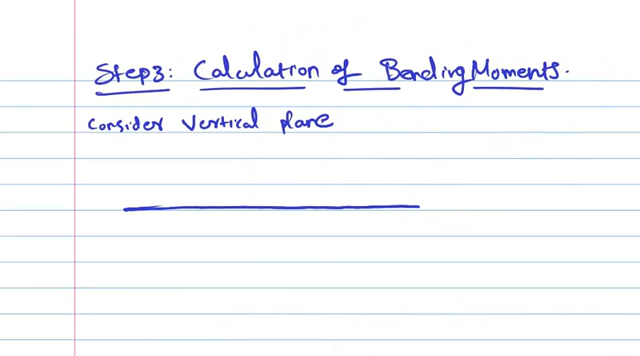 Step3: Calculation of Bending Moments.
Consider vertical plane